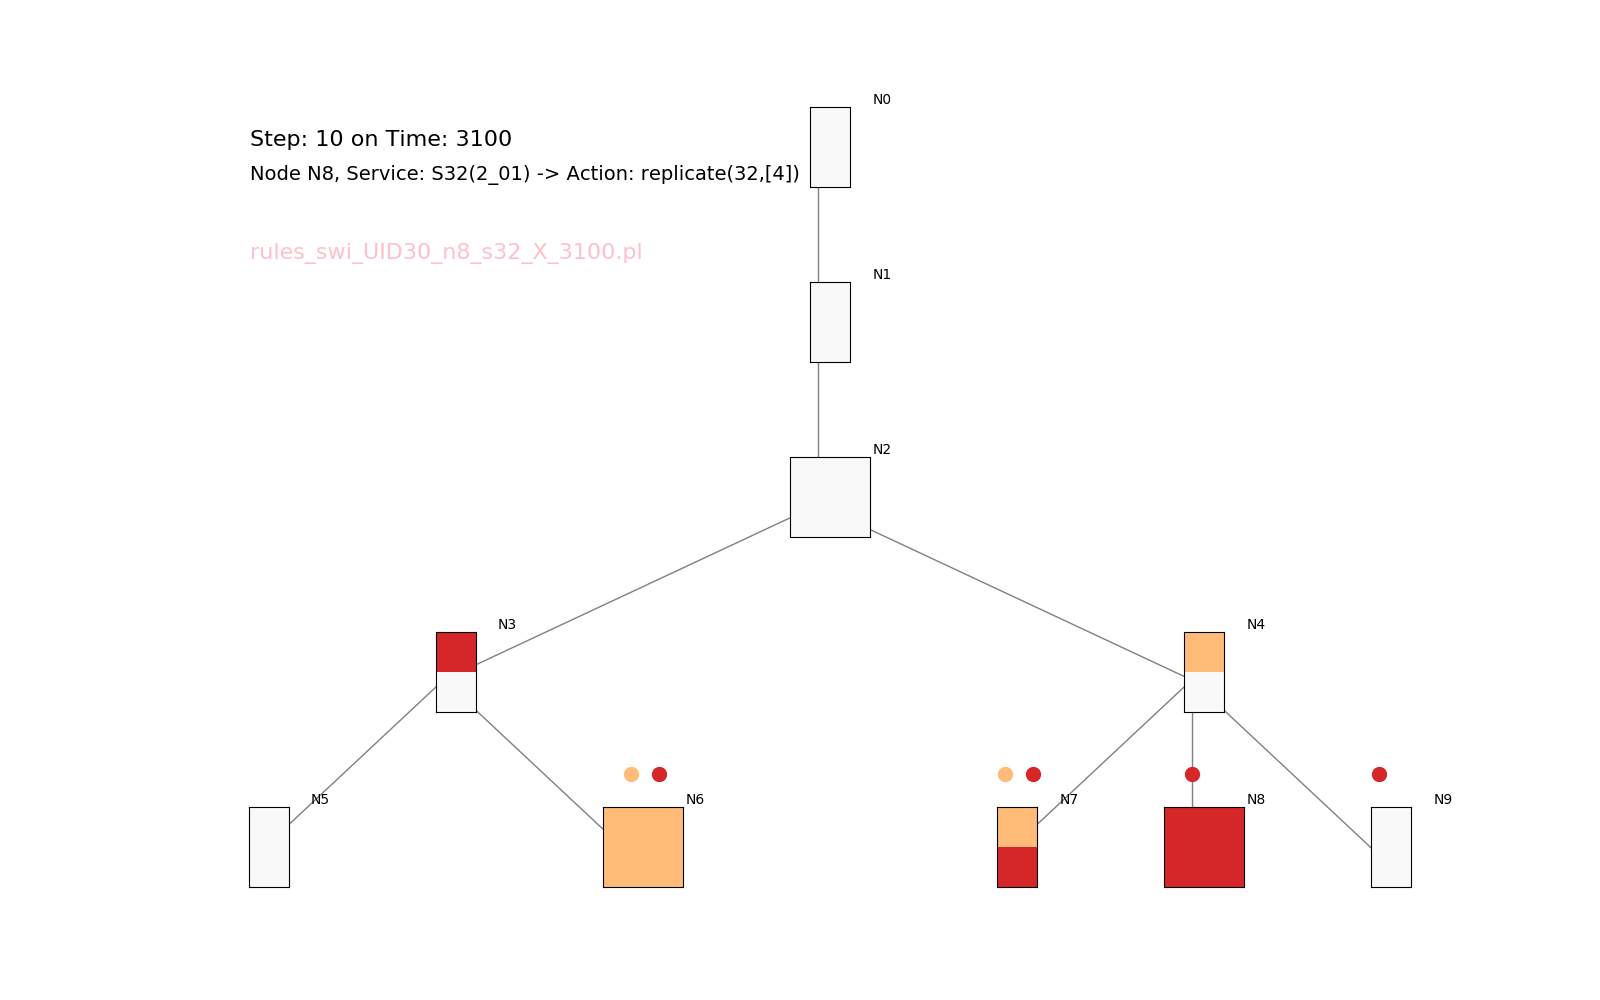 N0
Step: 10 on Time: 3100
Node N8, Service: S32(2_01) -> Action: replicate(32,[4])
rules_swi_UID30_n8_s32_X_3100.pl
N1
N2
N3
N4
N5
N6
N7
N8
N9